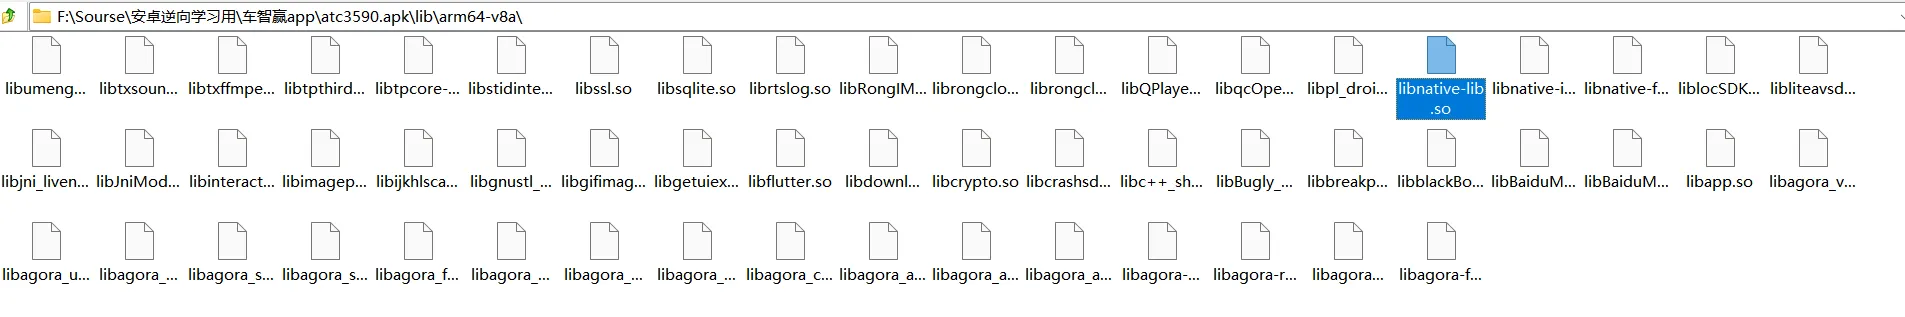 F:\Sourse\安卓逆向学习用\车智赢app\atc3590.apk\lib\arm64-v8a\
libumeng... libtxsoun... libtxffmpe... libtpthird... libtpcore-... libstidinte... libssl.so libsqlite.so librtslog.so libRongIM... librongclo... librongcl... libQPlaye... libqcOpe... libpl_droi... libnative-lib libnative-i... libnative-f... liblocSDK... libliteavsd...
.so
libjni_liven... libJniMod... libinteract... libimagep... libijkhlsca... libgnustl_... libgifimag... libgetuiex... libflutter.so libdownl... libcrypto.so libcrashsd... libc++_sh... libBugly_... libbreakp... libblackBo... libBaiduM... libBaiduM... libapp.so libagora_v...
libagora_u... libagora_... libagora_s... libagora_s... libagora_f... libagora_... libagora_... libagora_... libagora_c... libagora_a... libagora_a... libagora_a... libagora-... libagora-r... libagora... libagora-f...